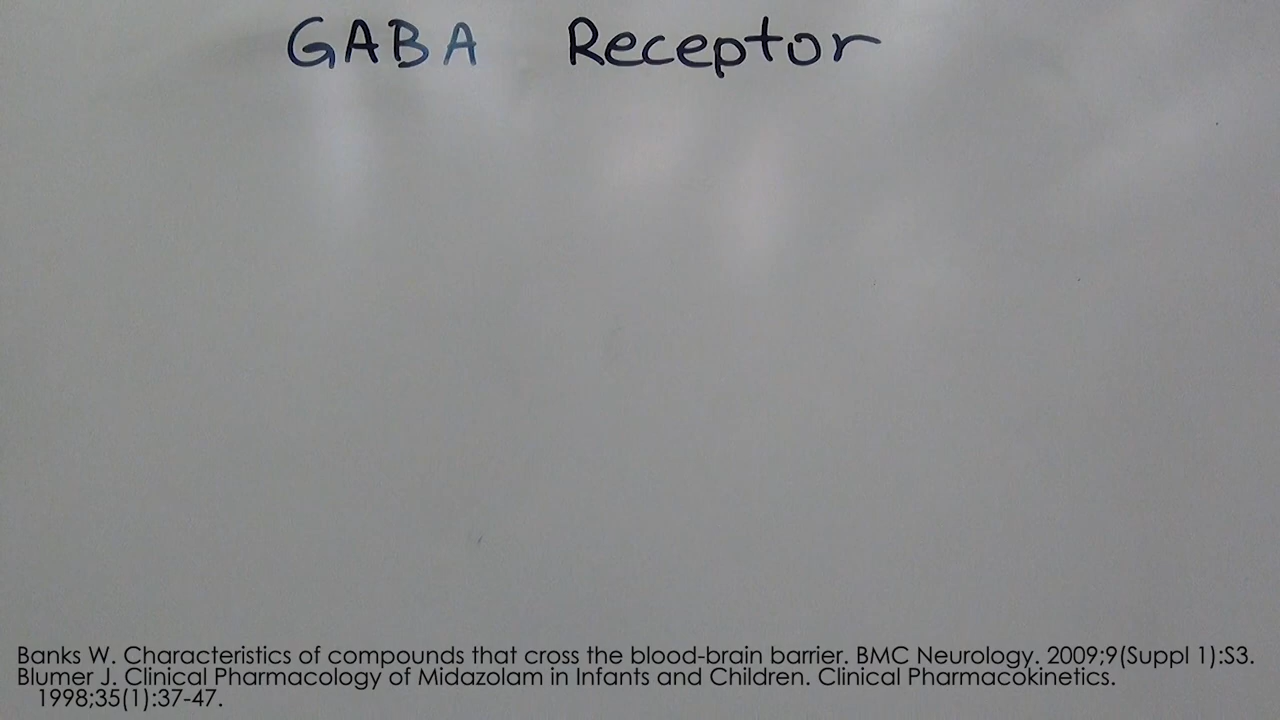 GABA Receptor
Banks W. Characteristics of compounds that cross the blood-brain barrier. BMC Neurology. 2009;9(Suppl 1):S3.
Blumer J. Clinical Pharmacology of Midazolam in Infants and Children. Clinical Pharmacokinetics.
1998;35(1):37-47.